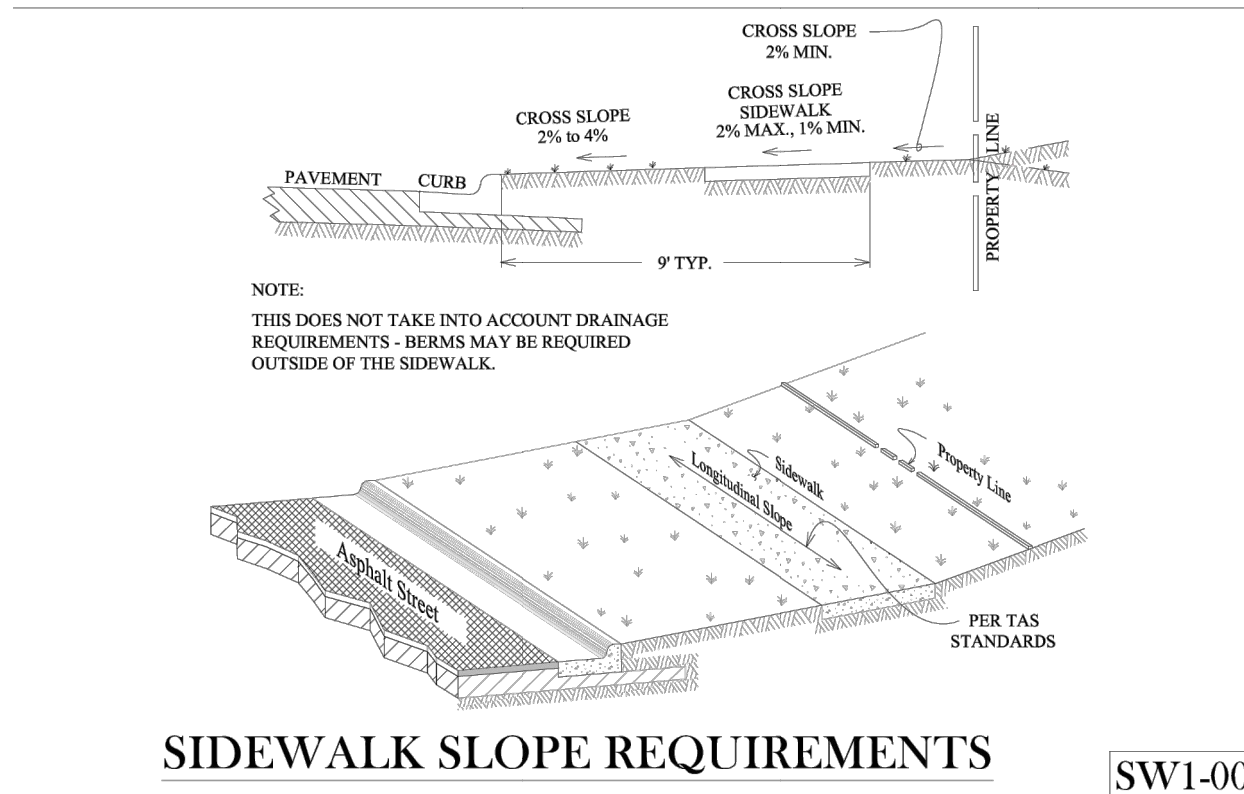 CROSS SLOPE
2% MIN.
CROSS SLOPE
SIDEWALK
2% MAX., 1% MIN.
CROSS SLOPE
2% to 4%
PAVEMENT
CURB
PROPERTY LINE
9' TYP.
NOTE:
THIS DOES NOT TAKE INTO ACCOUNT DRAINAGE
REQUIREMENTS - BERMS MAY BE REQUIRED
OUTSIDE OF THE SIDEWALK.
Sidewalk
Longitudinal Slope
Property Line
Asphalt Street
PER TAS
STANDARDS
SIDEWALK SLOPE REQUIREMENTS
SW1-00